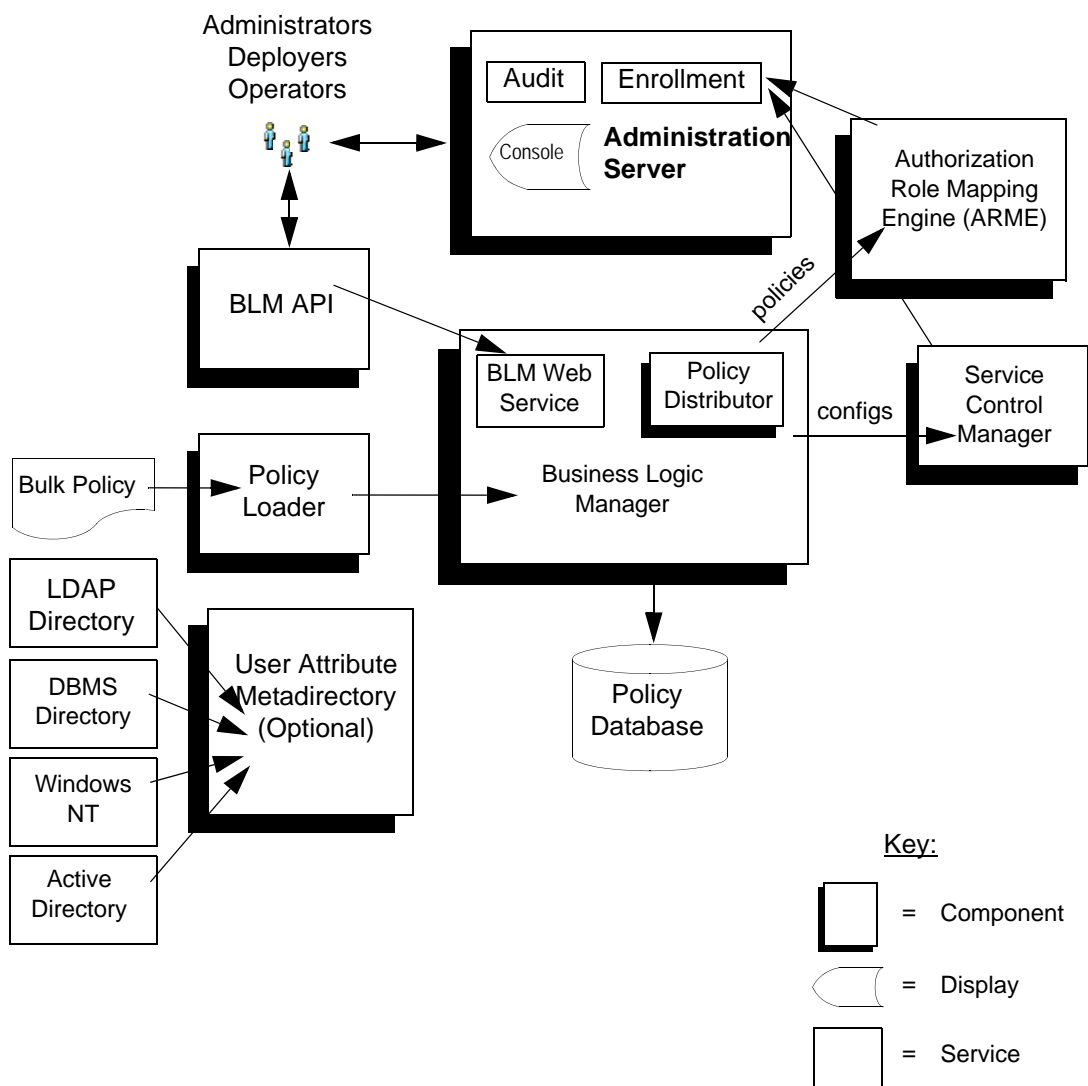 Administrators
Deployers
Operators
Audit
Enrollment
Console
Administration
Server
Authorization
Role Mapping
Engine (ARME)
BLM API
policies
BLM Web
Service
Policy
Distributor
configs
Service
Control
Manager
Bulk Policy
Policy
Loader
Business Logic
Manager
LDAP
Directory
DBMS
Directory
Windows
NT
Active
Directory
User Attribute
Metadirectory
(Optional)
Policy
Database
Key:
= Component
= Display
= Service